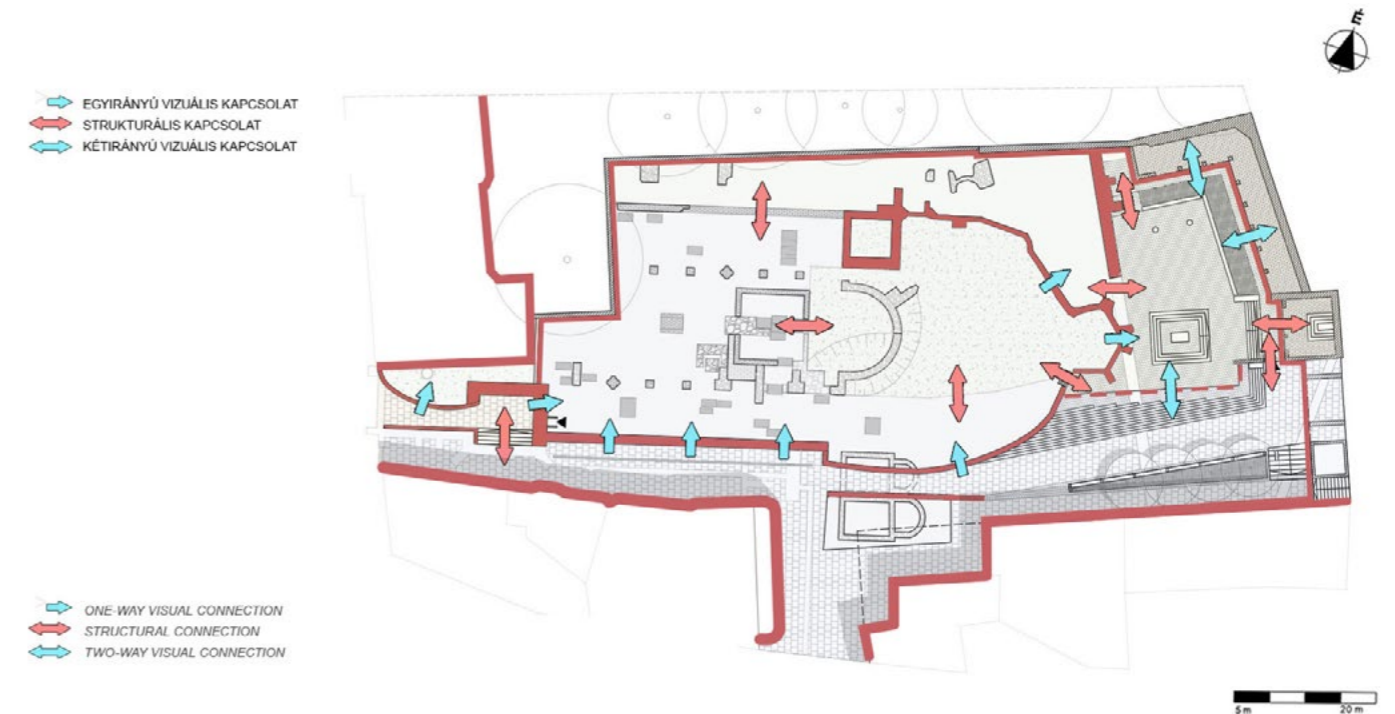 É
EGYIRÁNYÚ VIZUÁLIS KAPCSOLAT
STRUKTURÁLIS KAPCSOLAT
KÉTIRÁNYÚ VIZUÁLIS KAPCSOLAT
ONE-WAY VISUAL CONNECTION
STRUCTURAL CONNECTION
TWO-WAY VISUAL CONNECTION
5 m 20 m